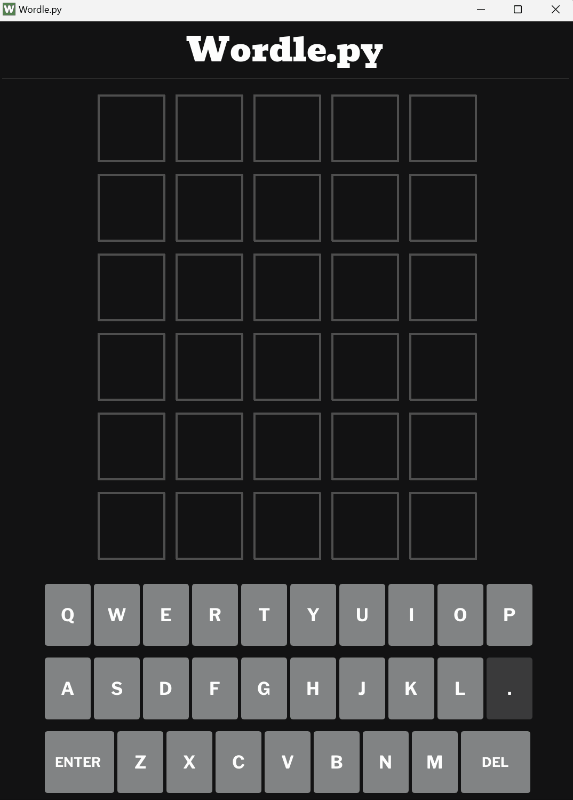 W Wordle.py
Wordle.py
Q W E R T Y U I O P
A S D F G H J K L .
ENTER Z X C V B N M DEL